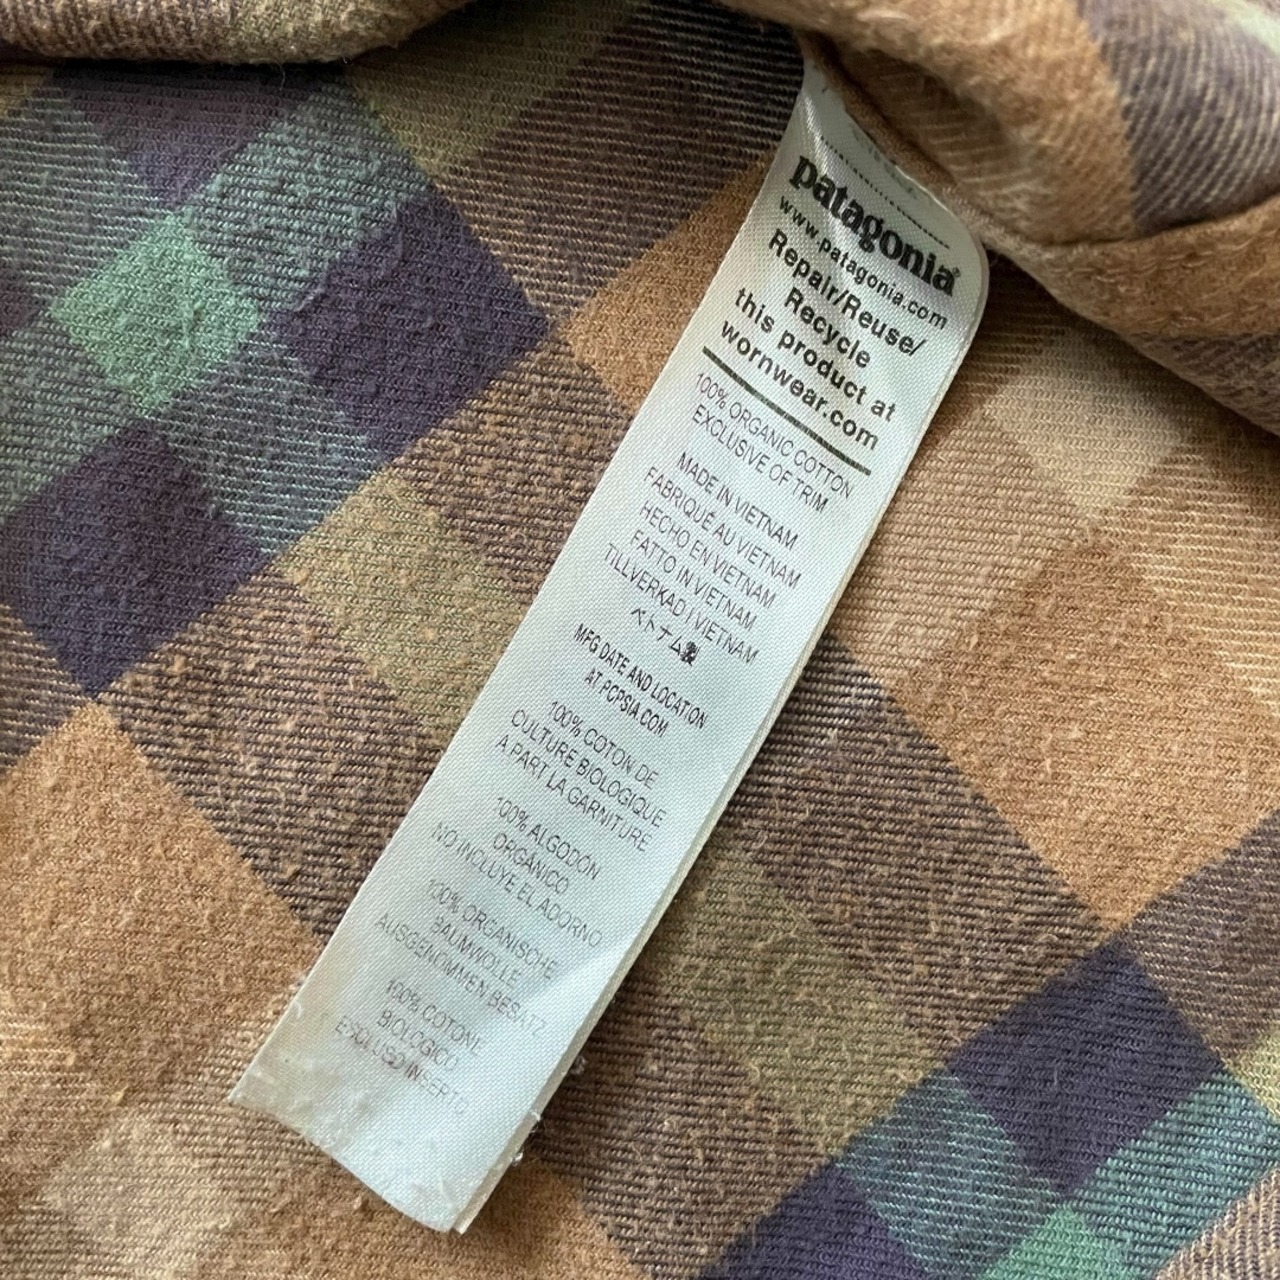 patagonia®
www.patagonia.com
Repair/Reuse/
Recycle
this product at
wornwear.com
100% ORGANIC COTTON
EXCLUSIVE OF TRIM
MADE IN VIETNAM
FABRIQUÉ AU VIETNAM
HECHO EN VIETNAM
FATTO IN VIETNAM
TILLVERKAD I VIETNAM
ベトナム製
MFG DATE AND LOCATION
AT PCPSIA.COM
100% COTON DE
CULTURE BIOLOGIQUE
A PART LA GARNITURE
100% ALGODÓN
ORGÁNICO
NO INCLUYE EL ADORNO
100% ORGANISCHE
BAUMWOLLE
AUSGENOMMEN BESATZ
100% COTONE
BIOLOGICO
ESCLUSO INSERTO